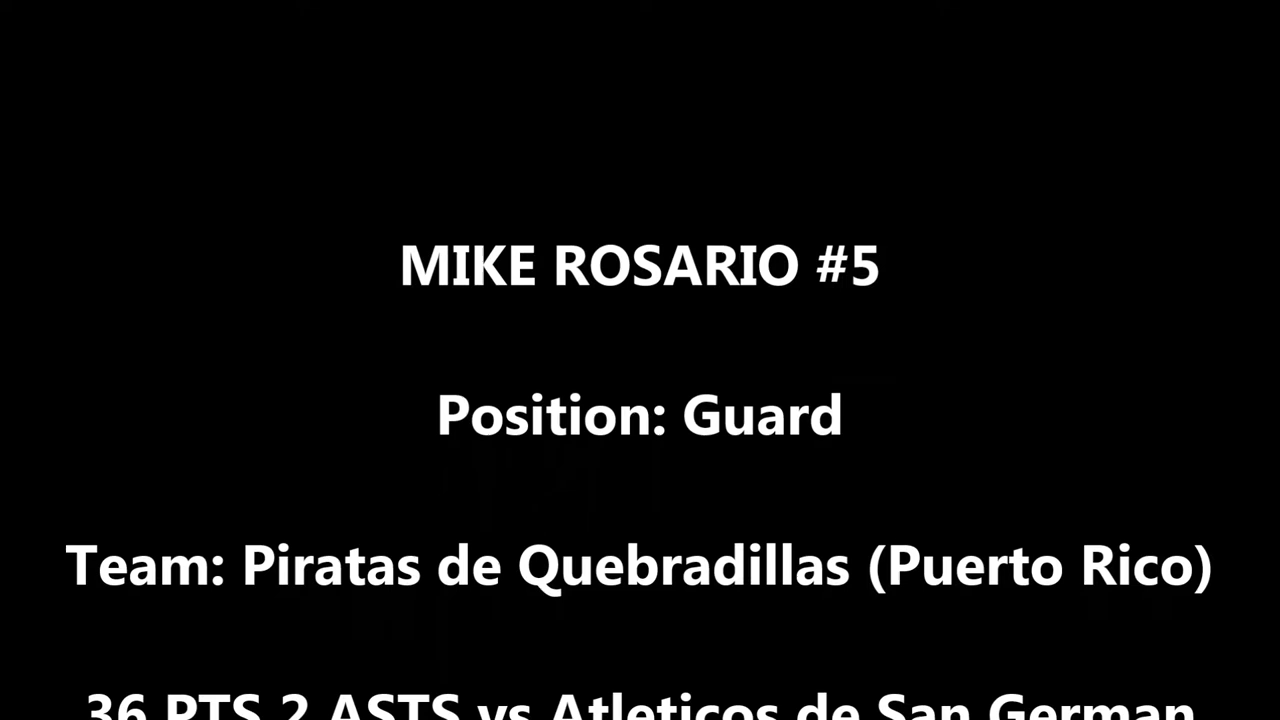 MIKE ROSARIO #5
Position: Guard
Team: Piratas de Quebradillas (Puerto Rico)
36 PTS 2 ASTS vs Atleticos de San German